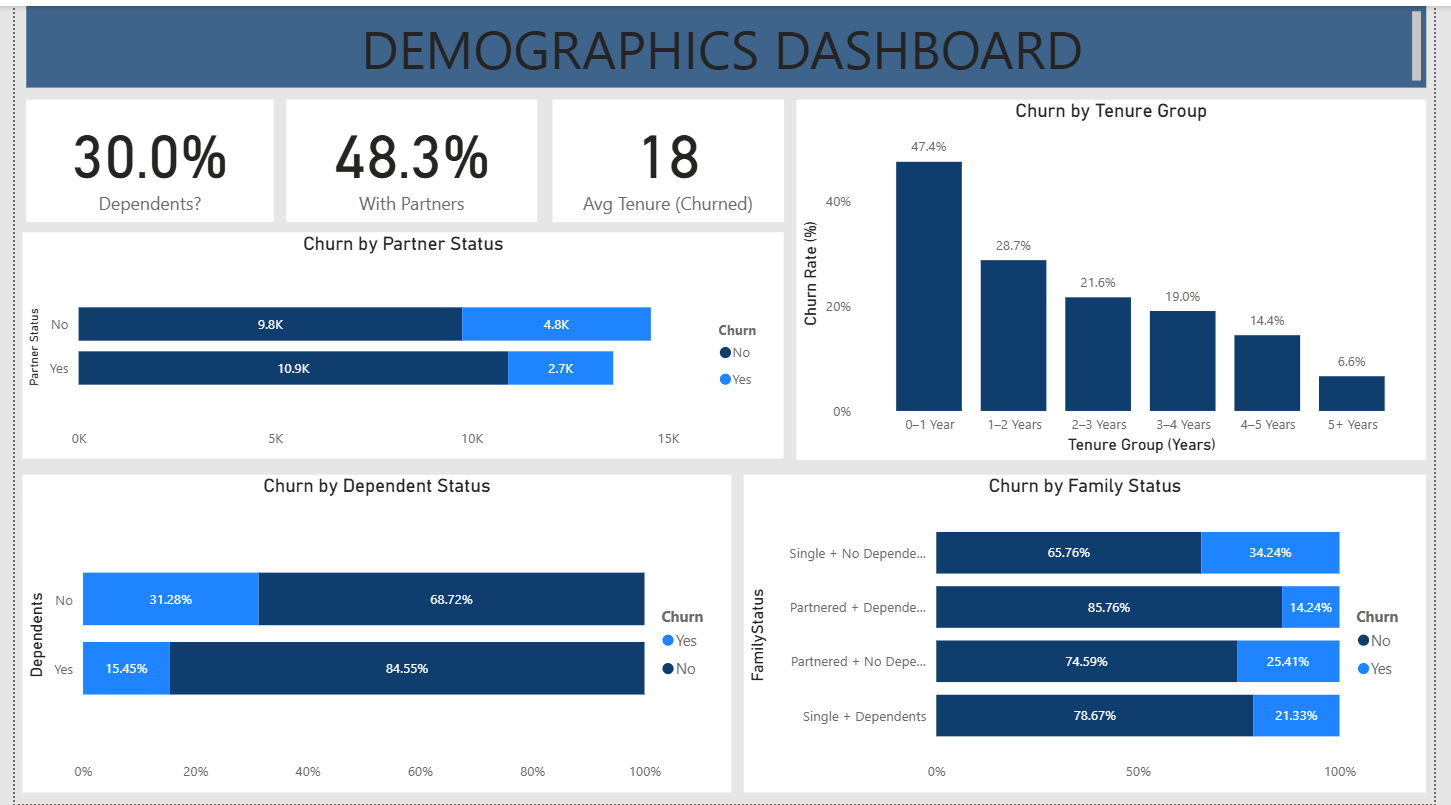 DEMOGRAPHICS DASHBOARD
30.0%
Dependents?
48.3%
With Partners
18
Avg Tenure (Churned)
Churn by Partner Status
Partner Status
No
9.8K
4.8K
Yes
10.9K
2.7K
0K
5K
10K
15K
Churn
No
Yes
Churn by Tenure Group
Churn Rate (%)
40%
20%
0%
47.4%
28.7%
21.6%
19.0%
14.4%
6.6%
0–1 Year
1–2 Years
2–3 Years
3–4 Years
4–5 Years
5+ Years
Tenure Group (Years)
Churn by Dependent Status
Dependents
No
31.28%
68.72%
Yes
15.45%
84.55%
0%
20%
40%
60%
80%
100%
Churn
Yes
No
Churn by Family Status
FamilyStatus
Single + No Depende...
65.76%
34.24%
Partnered + Depende...
85.76%
14.24%
Partnered + No Depe...
74.59%
25.41%
Single + Dependents
78.67%
21.33%
0%
50%
100%
Churn
No
Yes